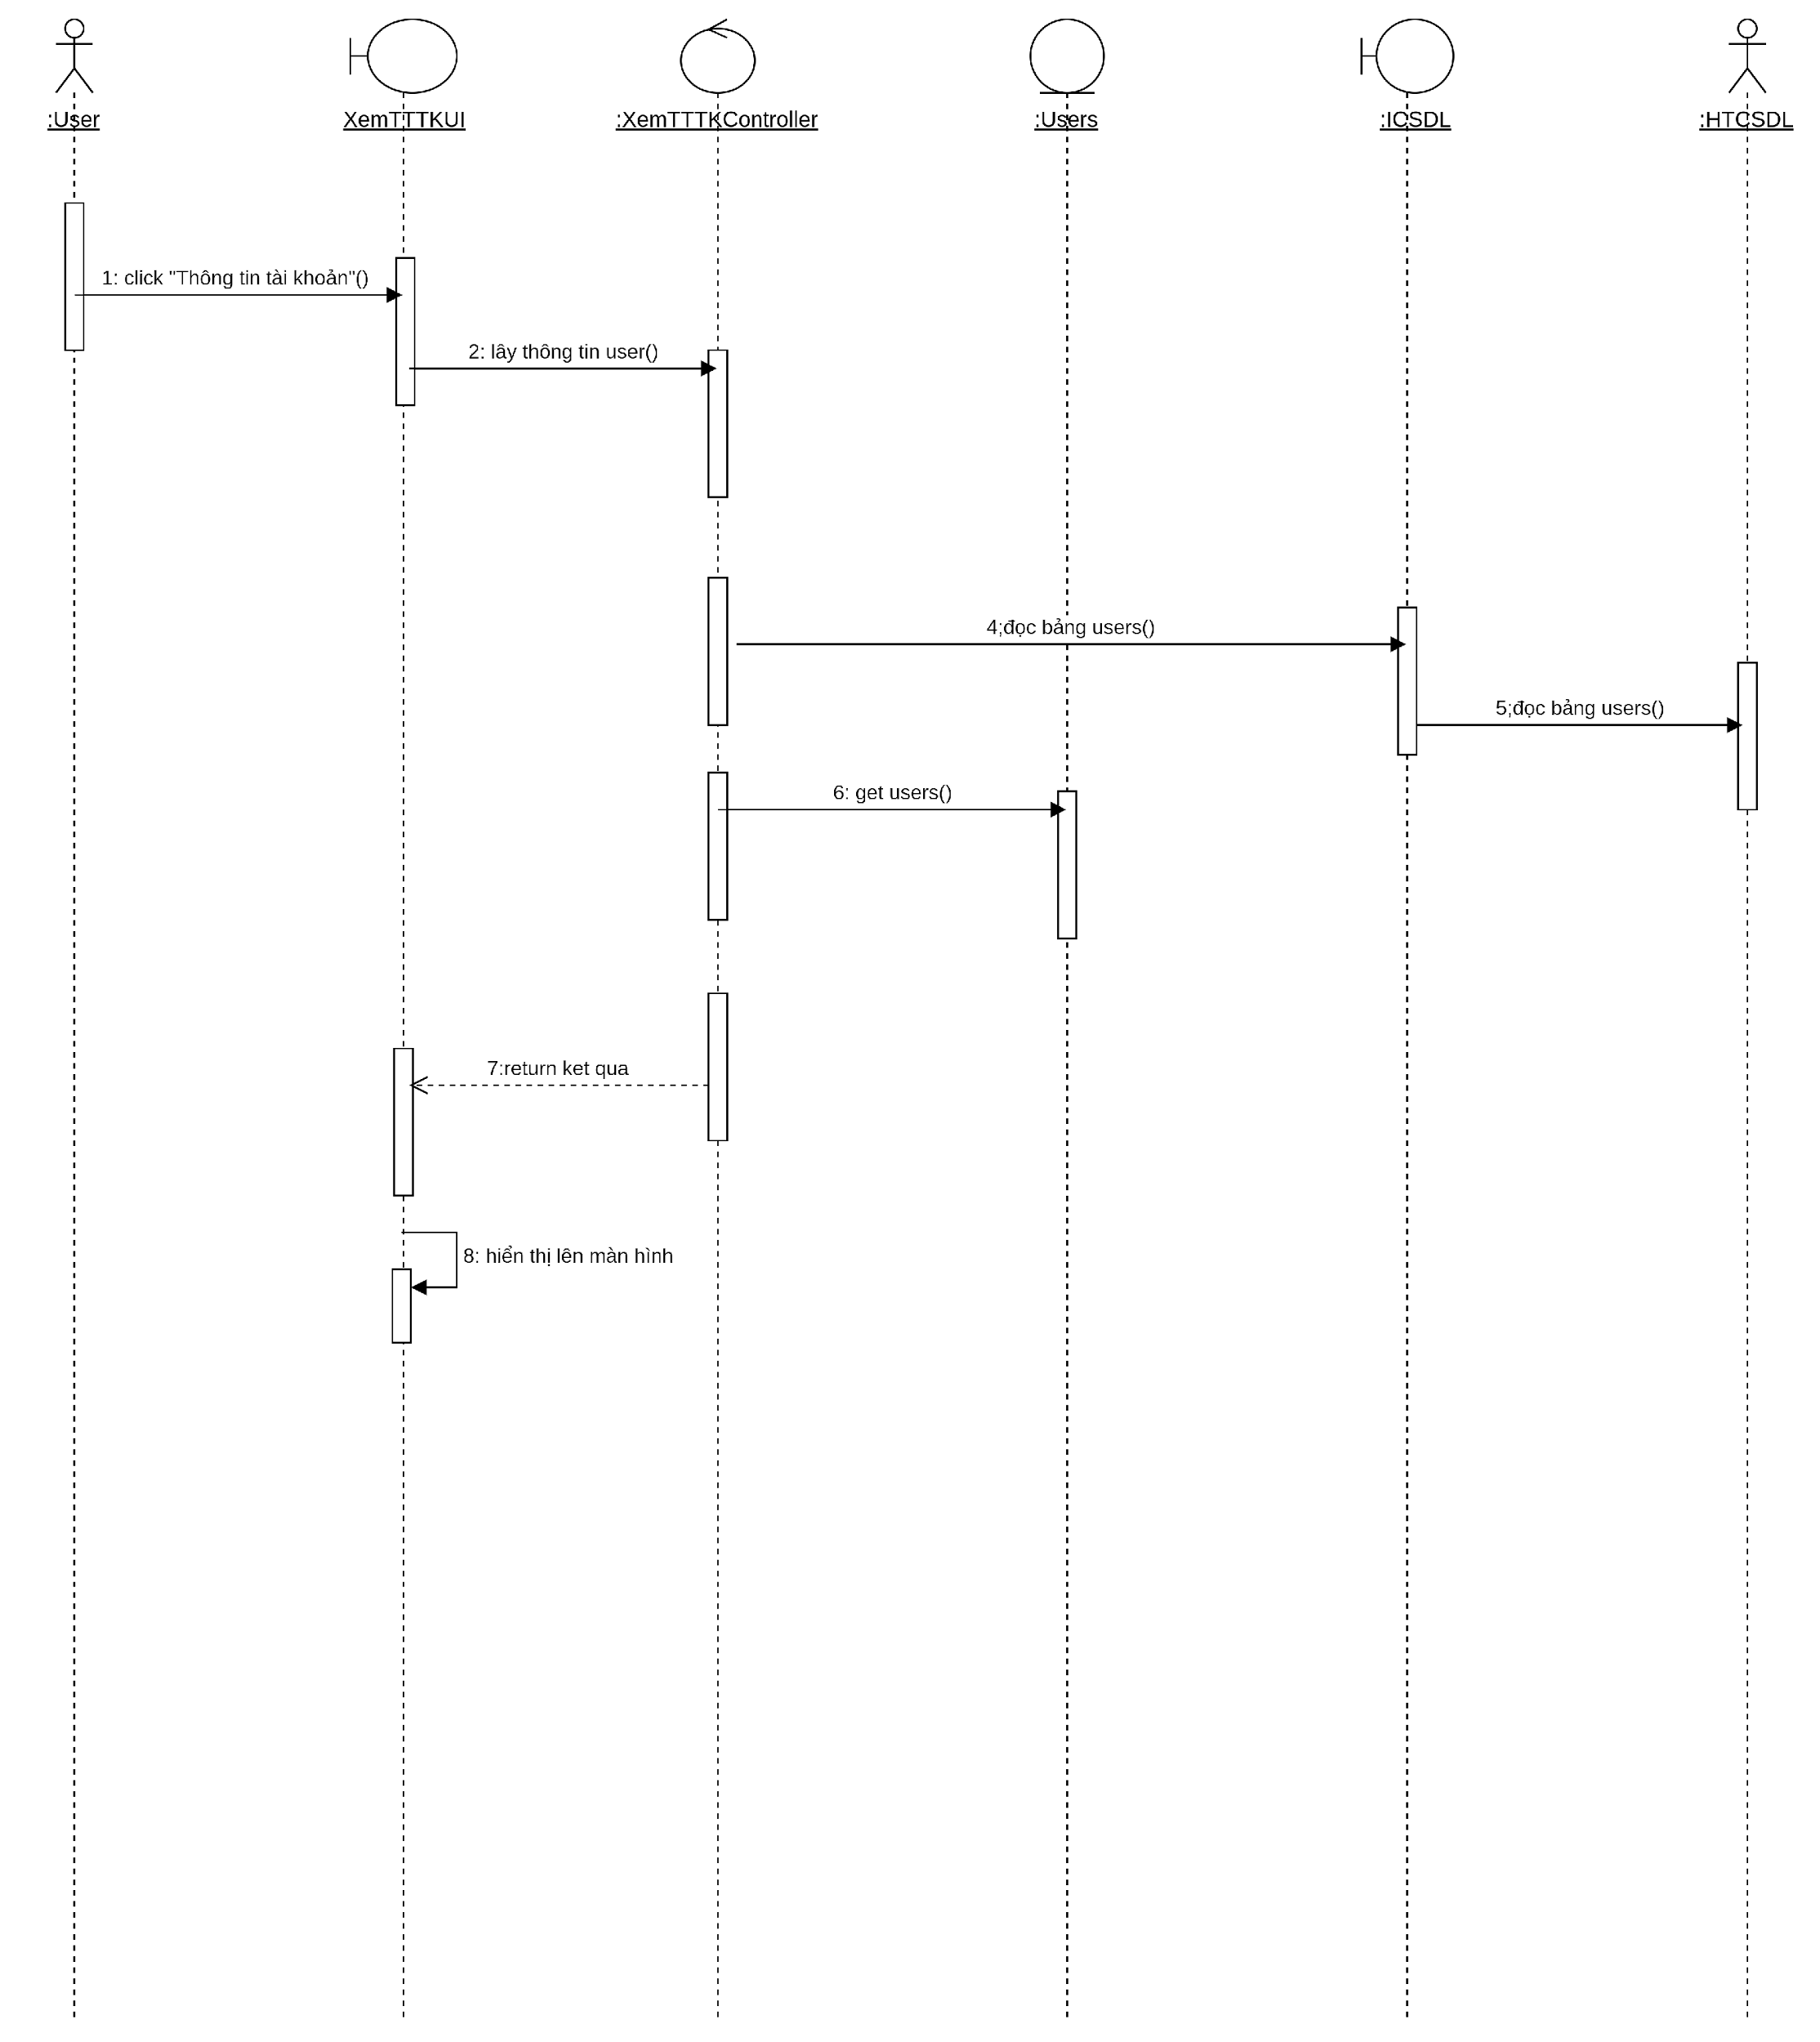 :User
XemTTTKUI
:XemTTTKController
:Users
:ICSDL
:HTCSDL
1: click "Thông tin tài khoản"()
2: lây thông tin user()
4;đọc bảng users()
5;đọc bảng users()
6: get users()
7:return ket qua
8: hiển thị lên màn hình